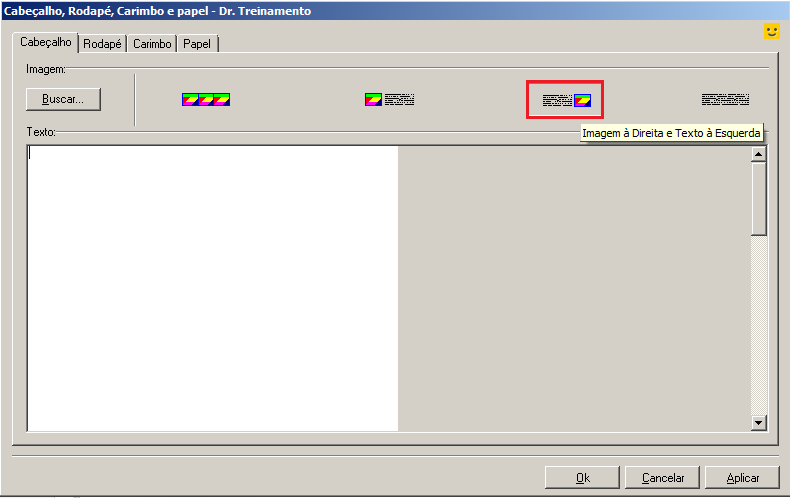 Cabeçalho, Rodapé, Carimbo e papel - Dr. Treinamento
Cabeçalho Rodapé Carimbo Papel
Imagem:
Buscar...
Imagem à Direita e Texto à Esquerda
Texto:
Ok Cancelar Aplicar